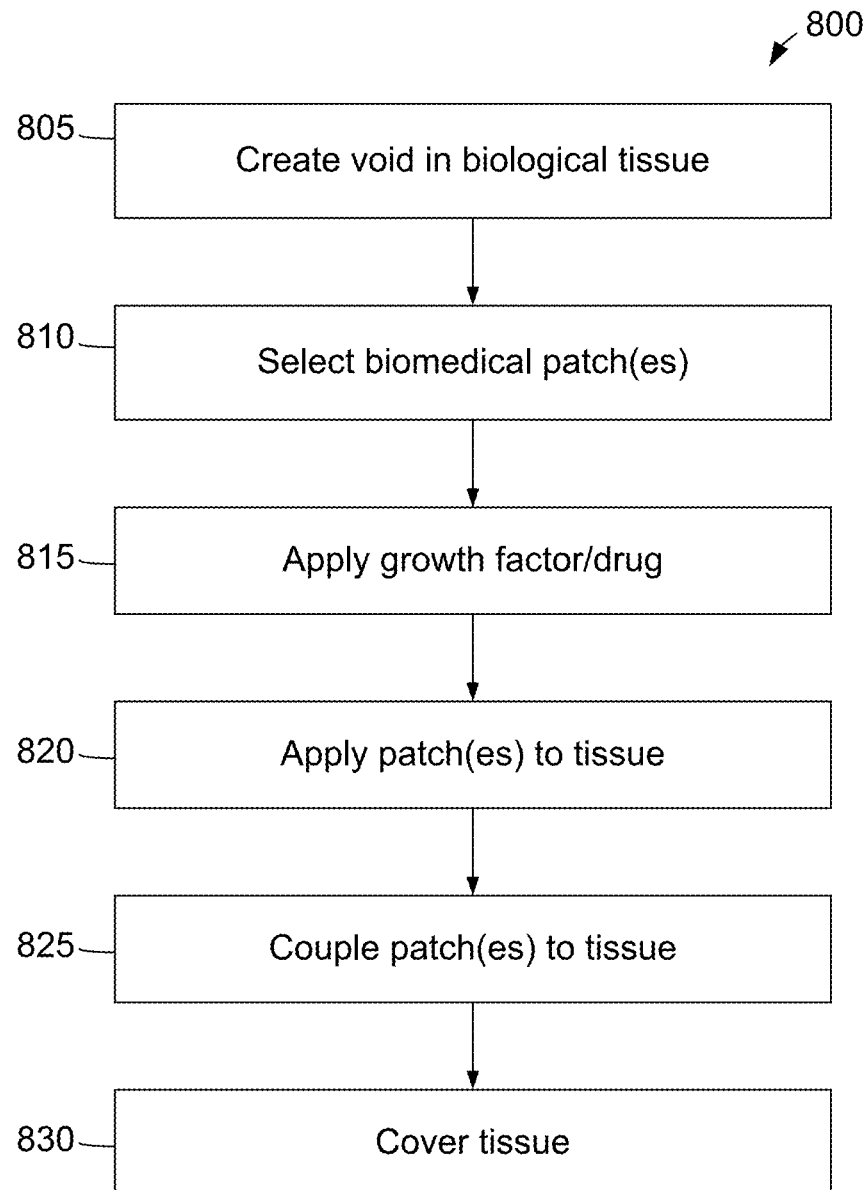 800
805
Create void in biological tissue
810
Select biomedical patch(es)
815
Apply growth factor/drug
820
Apply patch(es) to tissue
825
Couple patch(es) to tissue
830
Cover tissue